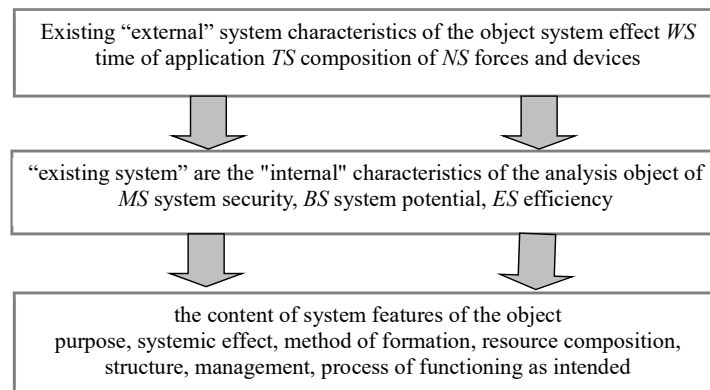 Existing “external” system characteristics of the object system effect WS
time of application TS composition of NS forces and devices
“existing system” are the "internal" characteristics of the analysis object of
MS system security, BS system potential, ES efficiency
the content of system features of the object
purpose, systemic effect, method of formation, resource composition,
structure, management, process of functioning as intended